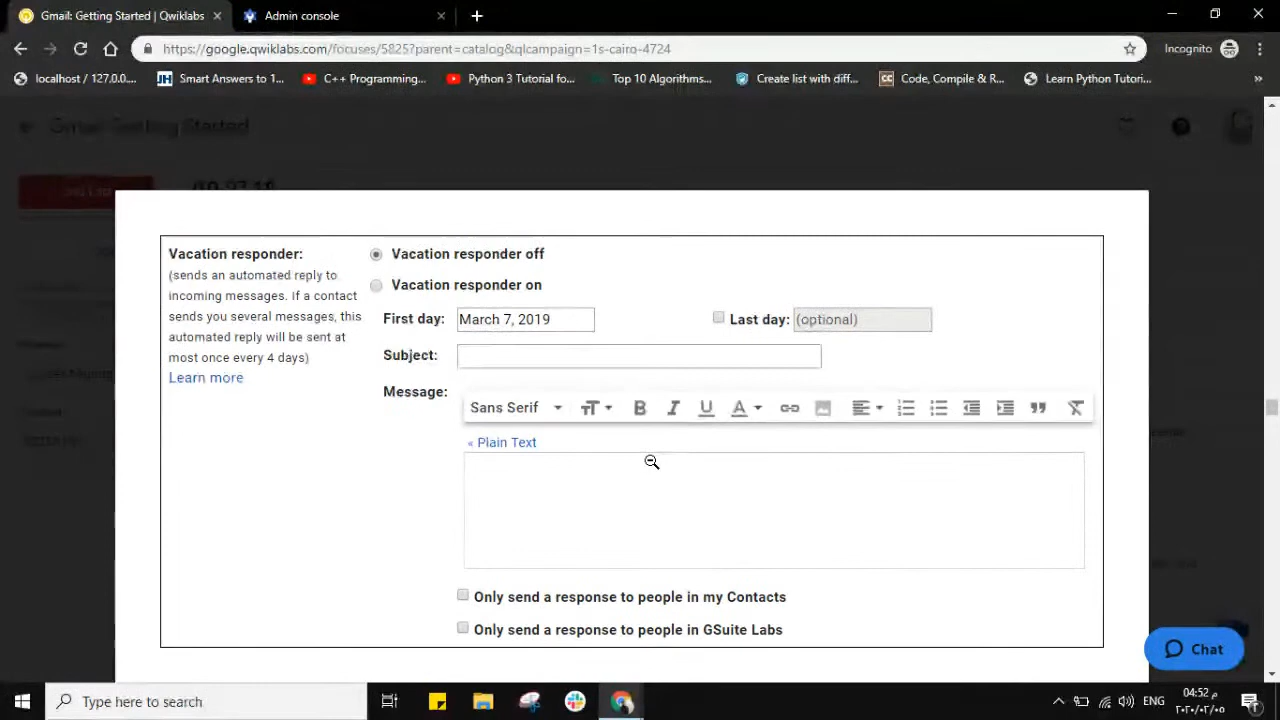 Gmail: Getting Started | Qwiklabs
Admin console
https://google.qwiklabs.com/focuses/5825?parent=catalog&qlcampaign=1s-cairo-4724
Incognito
localhost / 127.0.0....
JH Smart Answers to 1...
C++ Programming...
Python 3 Tutorial fo...
Top 10 Algorithms...
Create list with diff...
CC Code, Compile & R...
Learn Python Tutori...
»
Gmail: Getting Started
Vacation responder:
(sends an automated reply to
incoming messages. If a contact
sends you several messages, this
automated reply will be sent at
most once every 4 days)
Learn more
Vacation responder off
Vacation responder on
First day: March 7, 2019 Last day: (optional)
Subject:
Message:
Sans Serif
« Plain Text
Only send a response to people in my Contacts
Only send a response to people in GSuite Labs
Chat
Type here to search
ENG
04:52 م